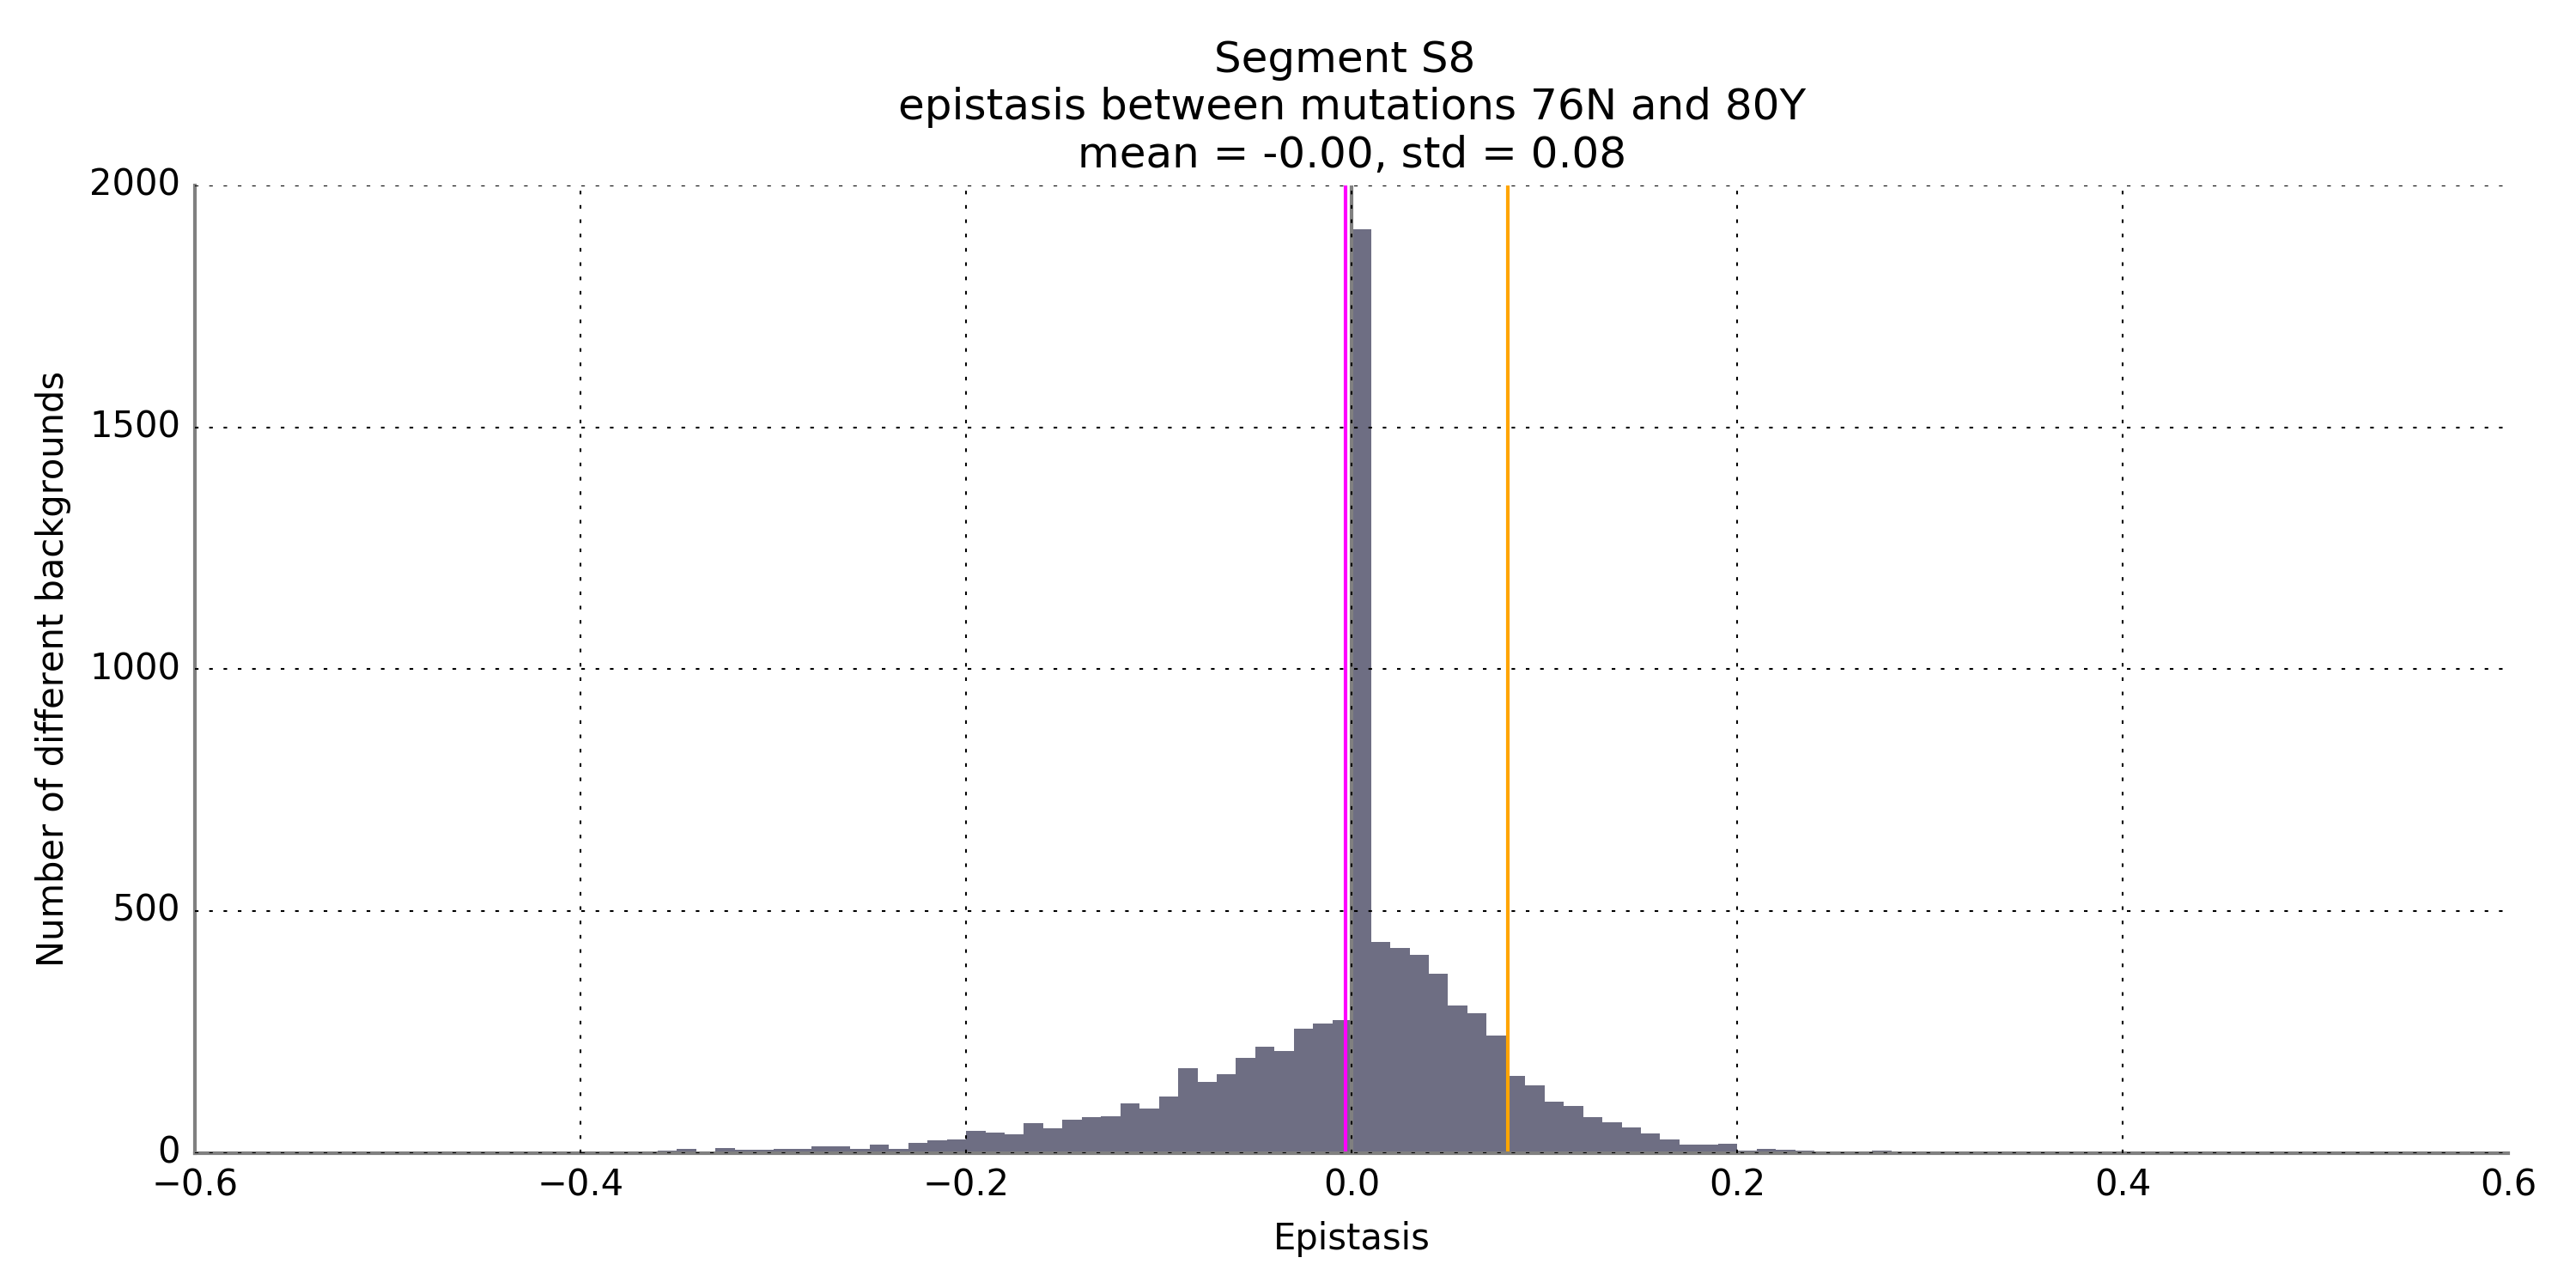 Segment S8
epistasis between mutations 76N and 80Y
mean = -0.00, std = 0.08
2000
1500
1000
500
0
Number of different backgrounds
−0.6
−0.4
−0.2
0.0
0.2
0.4
0.6
Epistasis